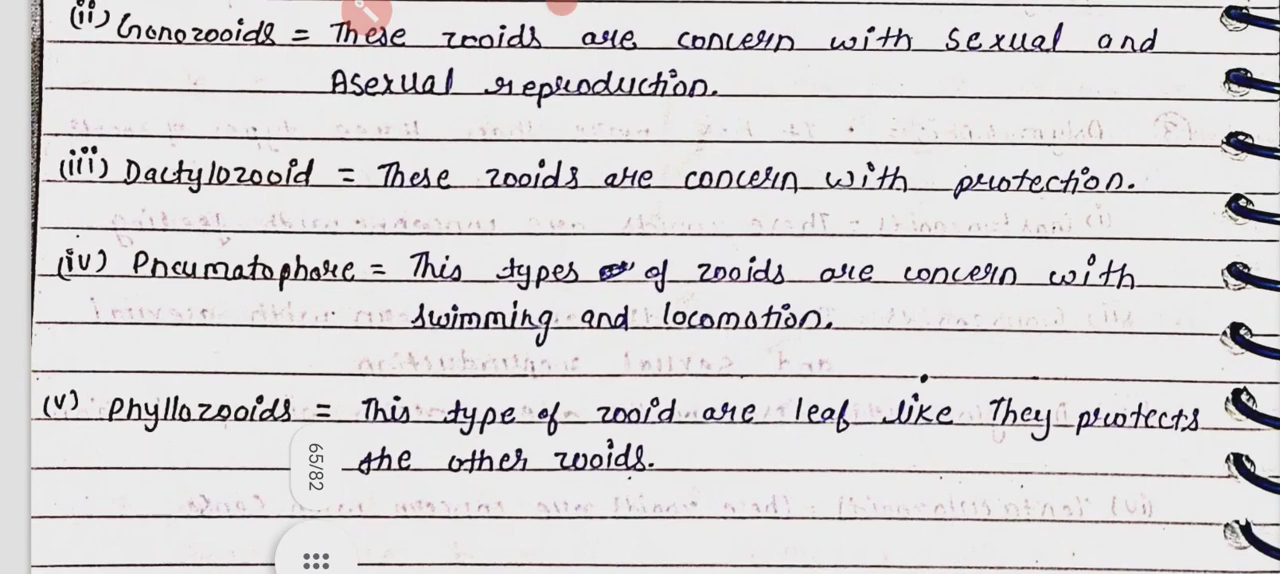 (ii) Gonozooids = These zooids are concern with sexual and
Asexual reproduction.
(iii) Dactylozooid = These zooids are concern with protection.
(iv) Pneumatophore = This types of zooids are concern with
swimming and locomotion.
(v) Phyllozooids = This type of zooid are leaf like They protects
the other zooids.
65/82